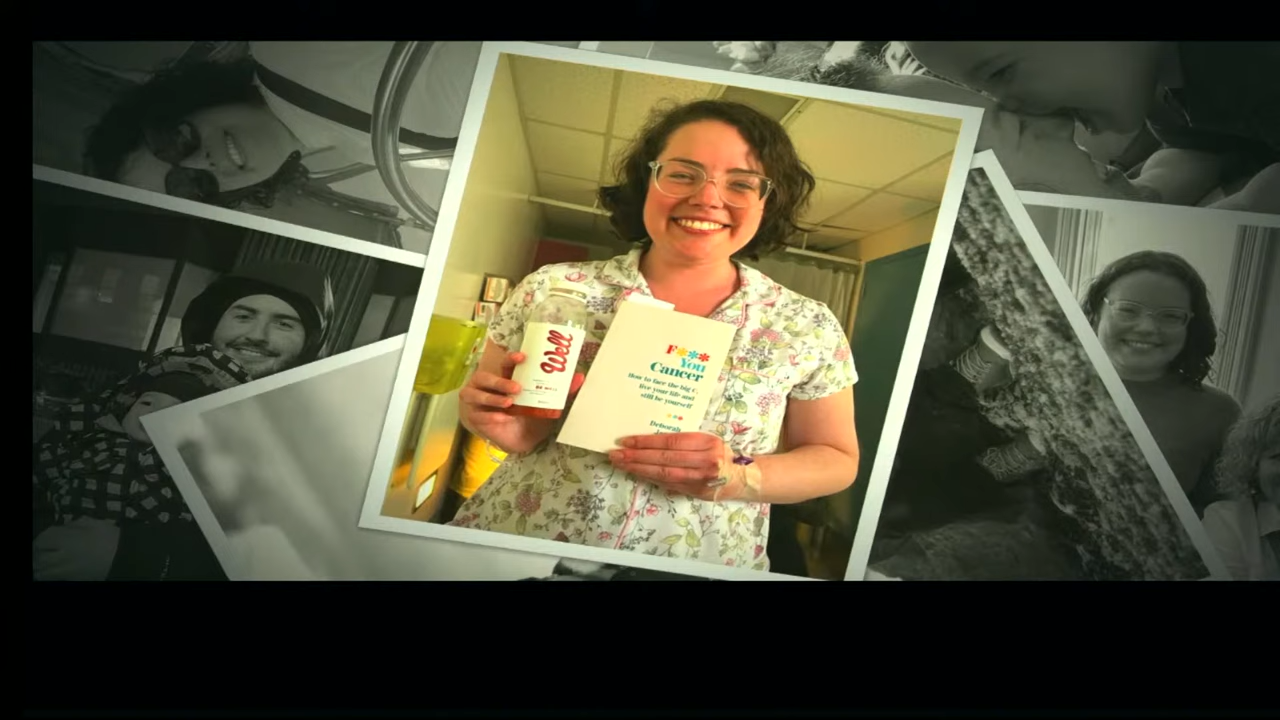 Well
F***
You
Cancer
How to face the big C,
live your life and
still be yourself
Deborah